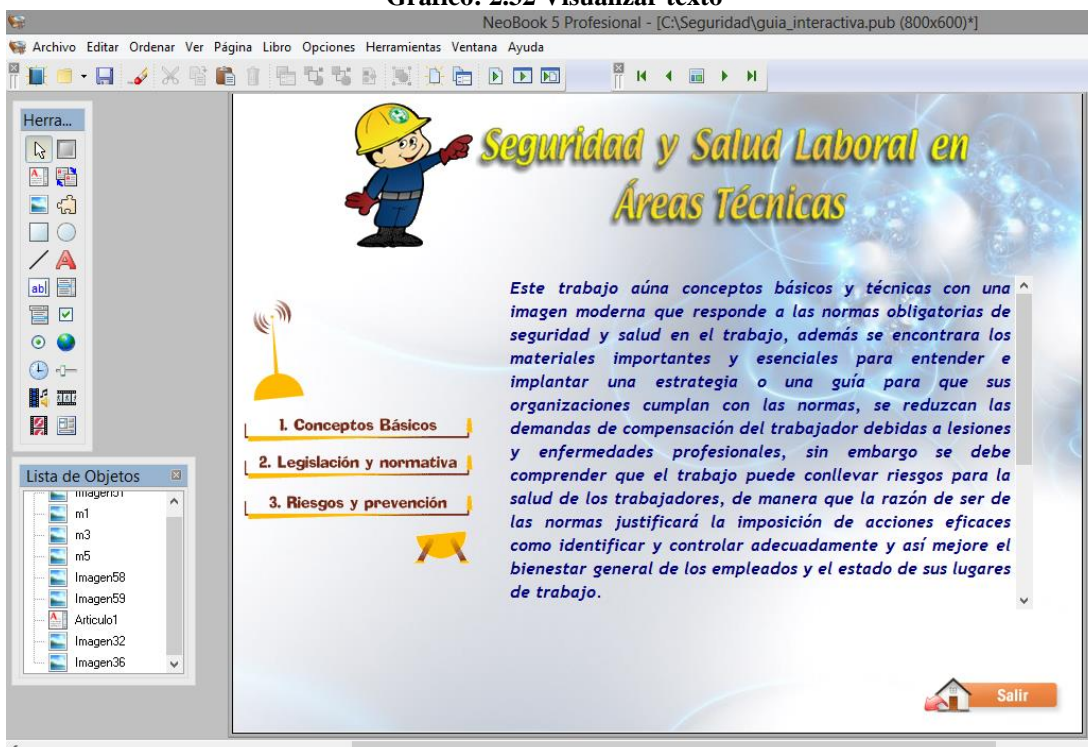 Gráfico: 2.32 Visualizar texto
NeoBook 5 Profesional - [C:\Seguridad\guia_interactiva.pub (800x600)*]
Archivo Editar Ordenar Ver Página Libro Opciones Herramientas Ventana Ayuda
Herra...
Seguridad y Salud Laboral en
Áreas Técnicas
Este trabajo aúna conceptos básicos y técnicas con una
imagen moderna que responde a las normas obligatorias de
seguridad y salud en el trabajo, además se encontrara los
materiales importantes y esenciales para entender e
implantar una estrategia o una guía para que sus
organizaciones cumplan con las normas, se reduzcan las
demandas de compensación del trabajador debidas a lesiones
y enfermedades profesionales, sin embargo se debe
comprender que el trabajo puede conllevar riesgos para la
salud de los trabajadores, de manera que la razón de ser de
las normas justificará la imposición de acciones eficaces
como identificar y controlar adecuadamente y así mejore el
bienestar general de los empleados y el estado de sus lugares
de trabajo.
1. Conceptos Básicos
2. Legislación y normativa
3. Riesgos y prevención
Lista de Objetos
m1
m3
m5
Imagen58
Imagen59
Articulo1
Imagen32
Imagen36
Salir